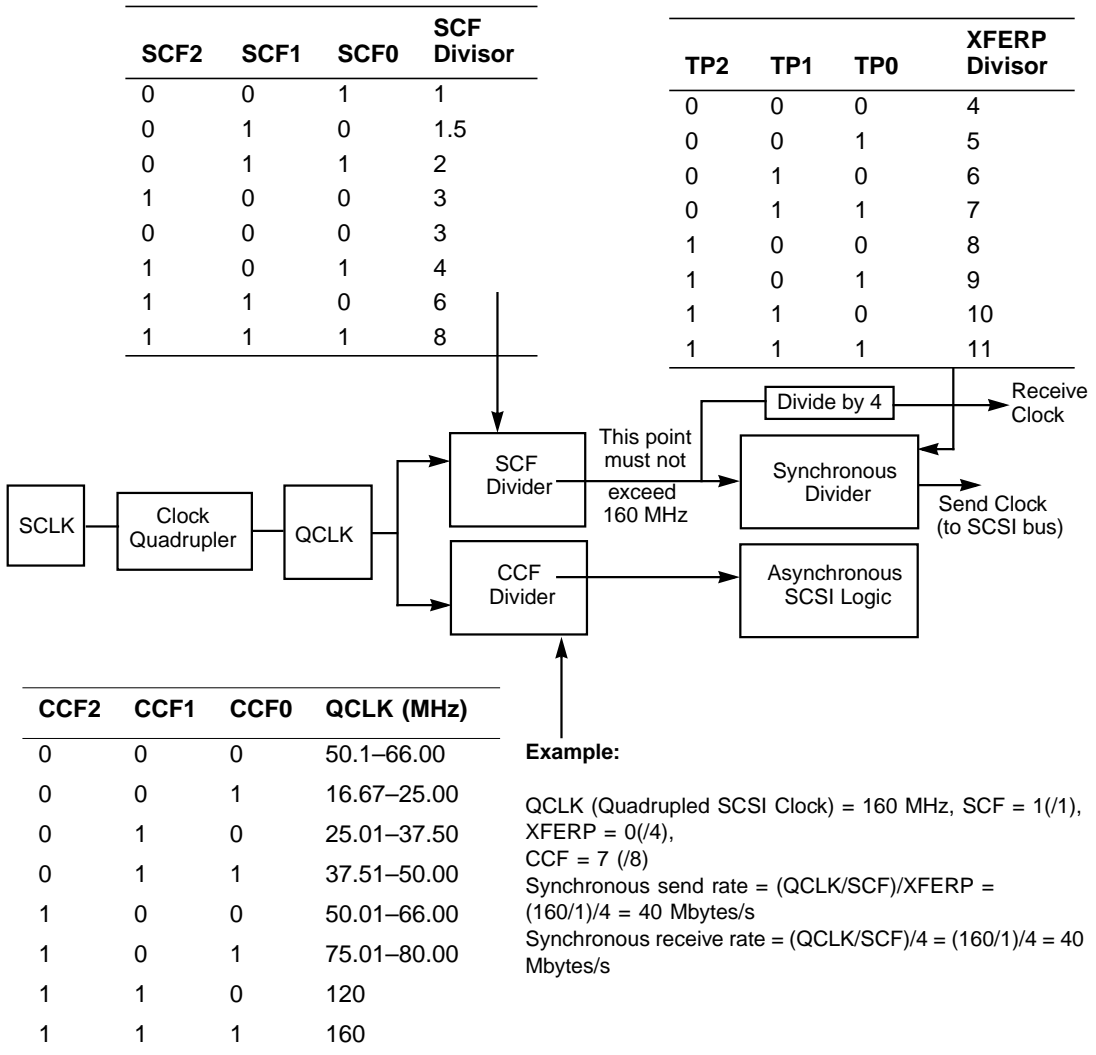 SCF2 SCF1 SCF0 SCF Divisor
0 0 1 1
0 1 0 1.5
0 1 1 2
1 0 0 3
0 0 0 3
1 0 1 4
1 1 0 6
1 1 1 8
TP2 TP1 TP0 XFERP Divisor
0 0 0 4
0 0 1 5
0 1 0 6
0 1 1 7
1 0 0 8
1 0 1 9
1 1 0 10
1 1 1 11
Divide by 4
Receive
Clock
This point
must not
exceed
160 MHz
SCF
Divider
Synchronous
Divider
Send Clock
(to SCSI bus)
SCLK
Clock
Quadrupler
QCLK
CCF
Divider
Asynchronous
SCSI Logic
CCF2 CCF1 CCF0 QCLK (MHz)
0 0 0 50.1–66.00
0 0 1 16.67–25.00
0 1 0 25.01–37.50
0 1 1 37.51–50.00
1 0 0 50.01–66.00
1 0 1 75.01–80.00
1 1 0 120
1 1 1 160
Example:
QCLK (Quadrupled SCSI Clock) = 160 MHz, SCF = 1(/1),
XFERP = 0(/4),
CCF = 7 (/8)
Synchronous send rate = (QCLK/SCF)/XFERP =
(160/1)/4 = 40 Mbytes/s
Synchronous receive rate = (QCLK/SCF)/4 = (160/1)/4 = 40
Mbytes/s